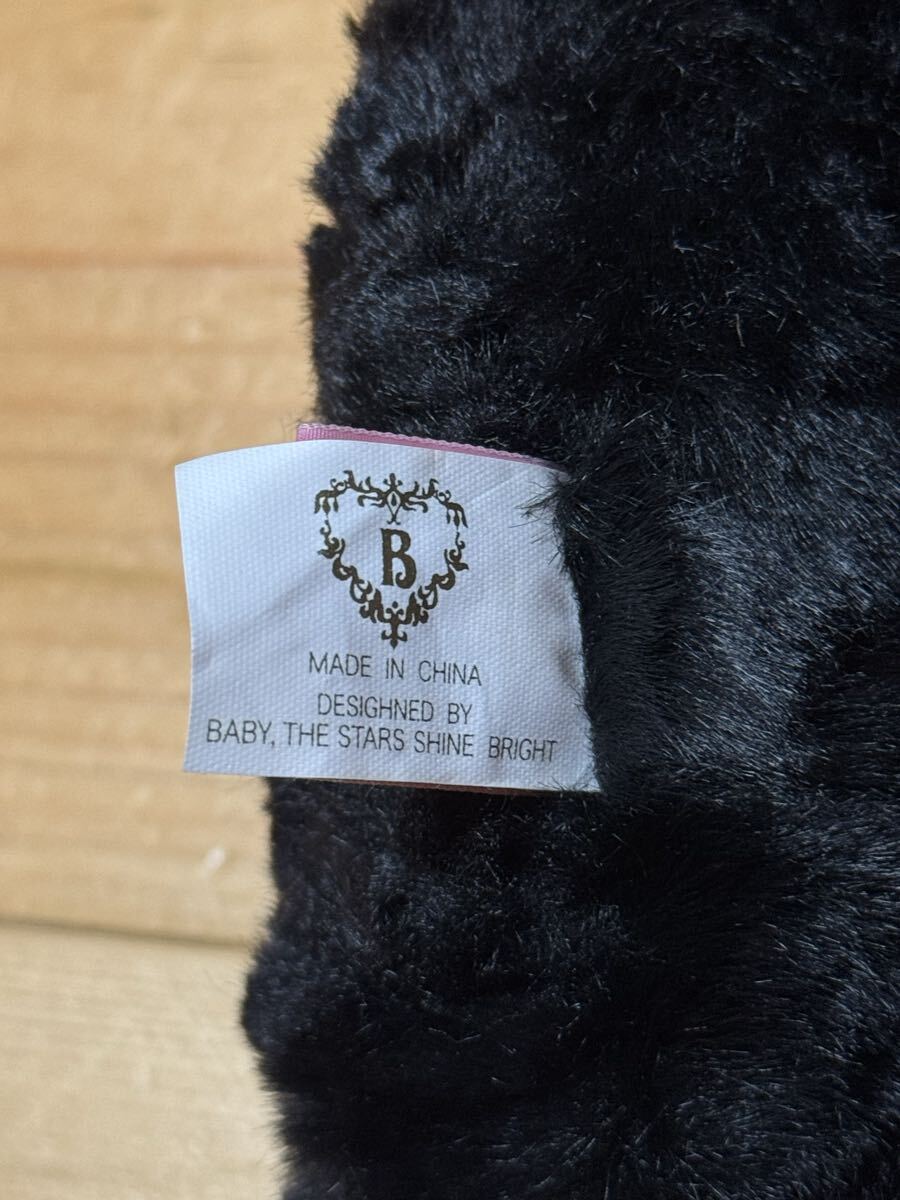 B
MADE IN CHINA
DESIGHNED BY
BABY, THE STARS SHINE BRIGHT